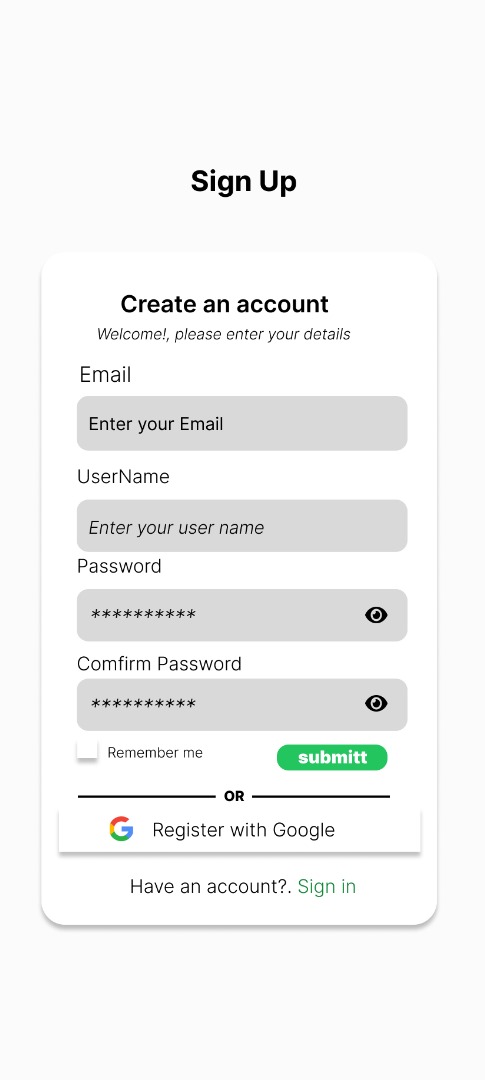 Sign Up
Create an account
Welcome!, please enter your details
Email
Enter your Email
UserName
Enter your user name
Password
**********
Comfirm Password
**********
Remember me
submitt
OR
Register with Google
Have an account?. Sign in